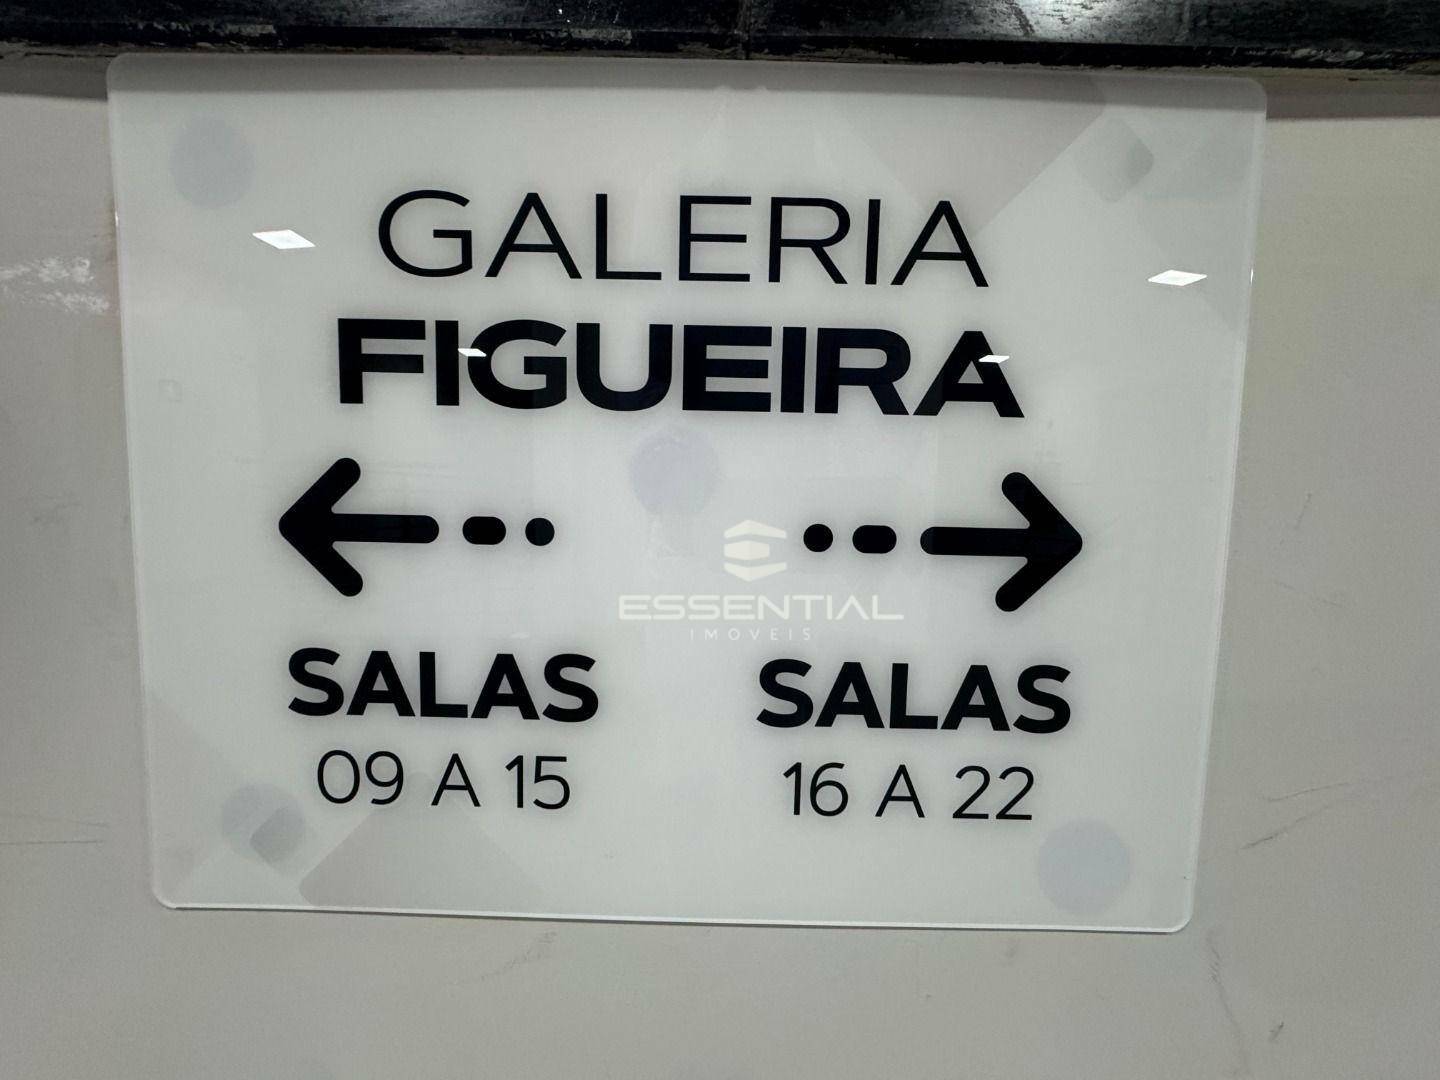 GALERIA
FIGUEIRA
ESSENTIAL
IMOVEIS
SALAS
09 A 15
SALAS
16 A 22